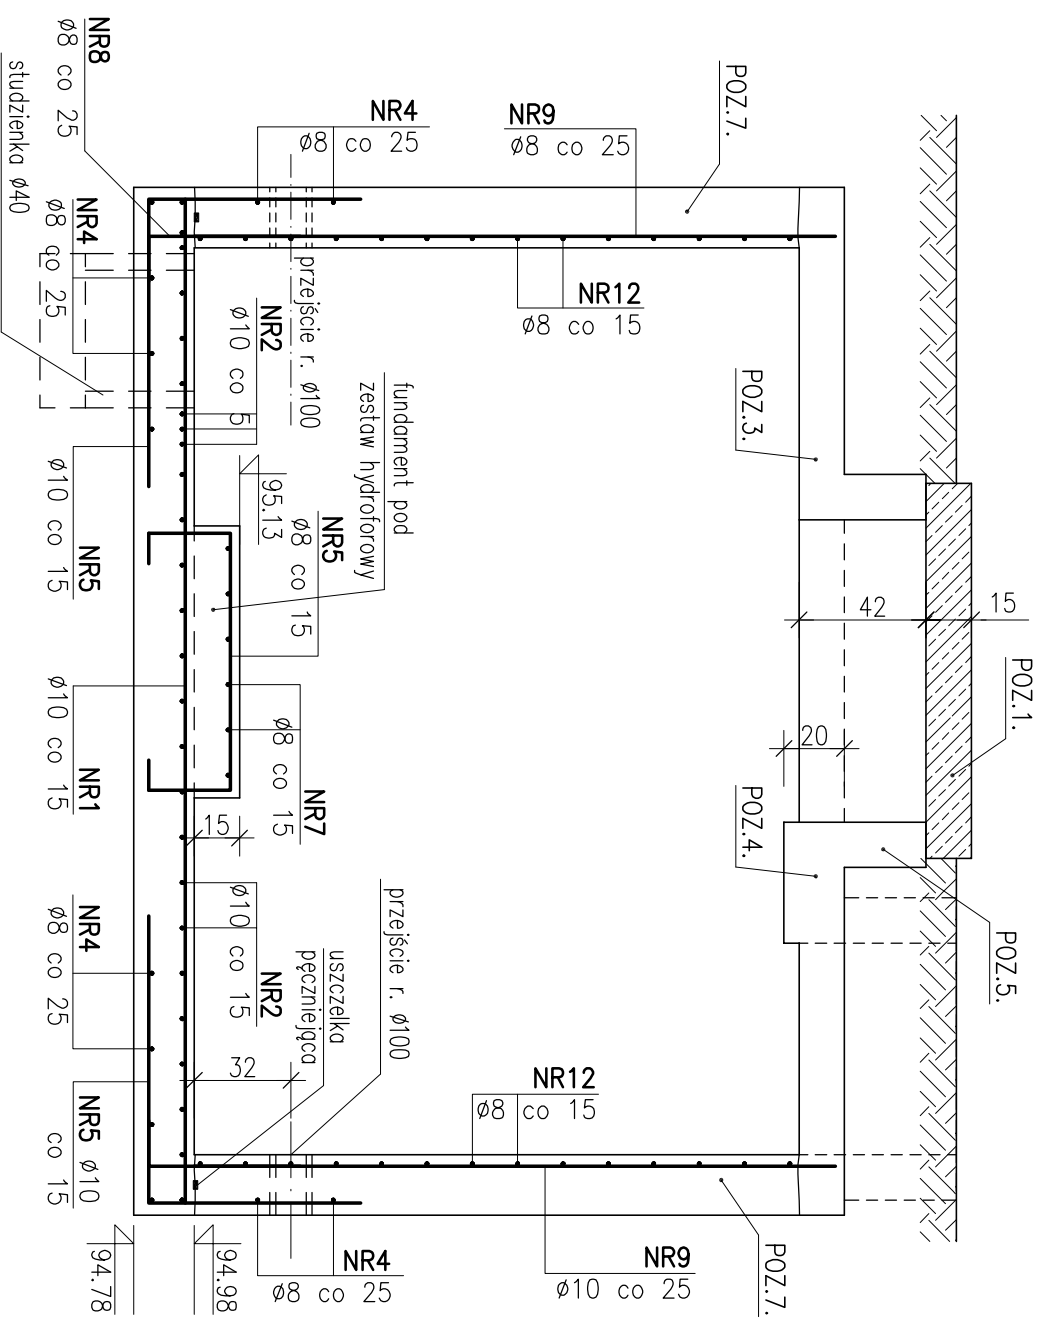 NR8
ø8 co 25
studzienka ø40
NR4
ø8 co 25
NR4
ø8 co 25
NR9
ø8 co 25
POZ.7.
NR12
ø8 co 15
przejście r. ø100
NR2
ø10 co 5
POZ.3.
fundament pod
zestaw hydroforowy
95.13
NR5
ø8 co 15
NR5
ø10 co 15
42
15
POZ.1.
20
NR1
ø10 co 15
NR7
ø8 co 15
15
POZ.4.
POZ.5.
NR4
ø8 co 25
NR2
ø10 co 15
przejście r. ø100
uszczelka
pęczniejąca
32
NR12
ø8 co 15
NR5 ø10
co 15
94.98
94.78
NR4
ø8 co 25
NR9
ø10 co 25
POZ.7.